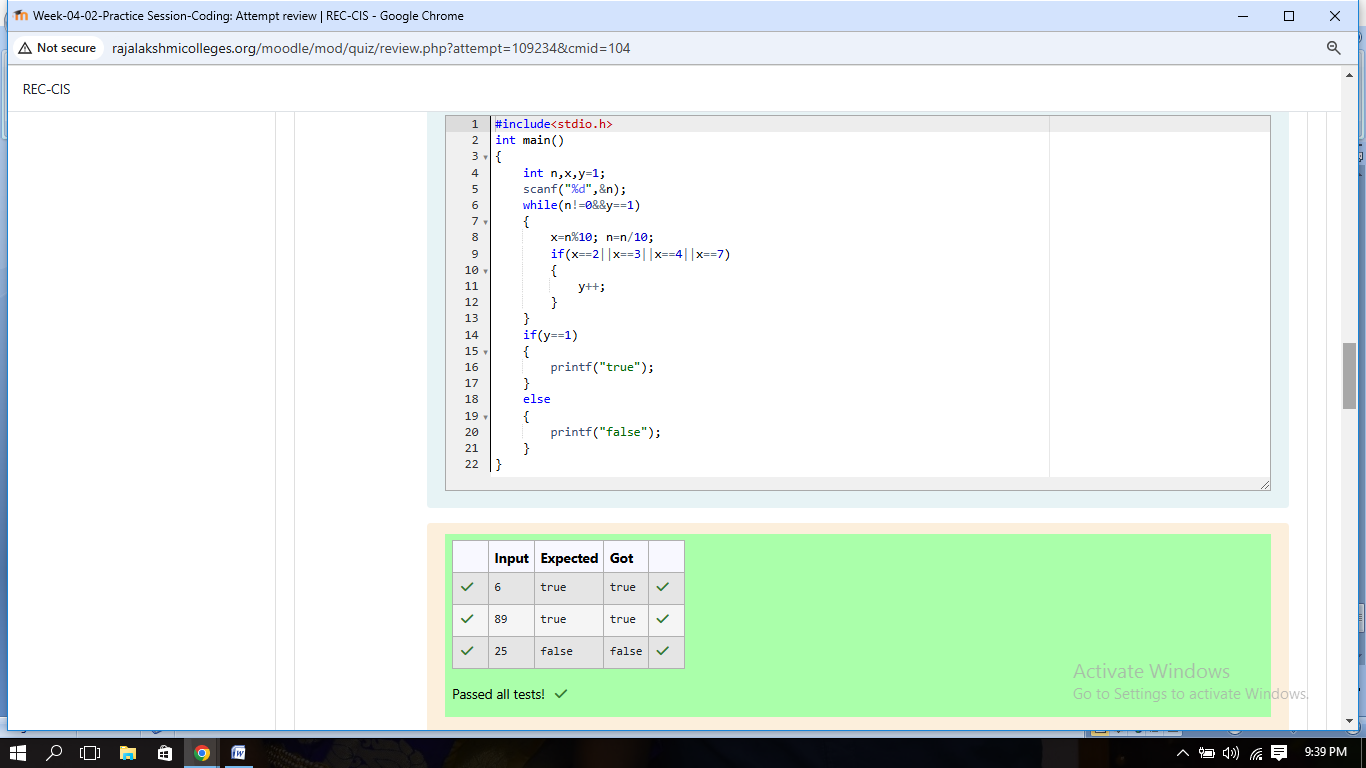 Week-04-02-Practice Session-Coding: Attempt review | REC-CIS - Google Chrome
Not secure rajalakshmicolleges.org/moodle/mod/quiz/review.php?attempt=109234&cmid=104
REC-CIS
1 #include<stdio.h>
2 int main()
3 {
4 int n,x,y=1;
5 scanf("%d",&n);
6 while(n!=0&&y==1)
7 {
8 x=n%10; n=n/10;
9 if(x==2||x==3||x==4||x==7)
10 {
11 y++;
12 }
13 }
14 if(y==1)
15 {
16 printf("true");
17 }
18 else
19 {
20 printf("false");
21 }
22 }
Input Expected Got
6 true true
89 true true
25 false false
Passed all tests!
Activate Windows
Go to Settings to activate Windows.
9:39 PM